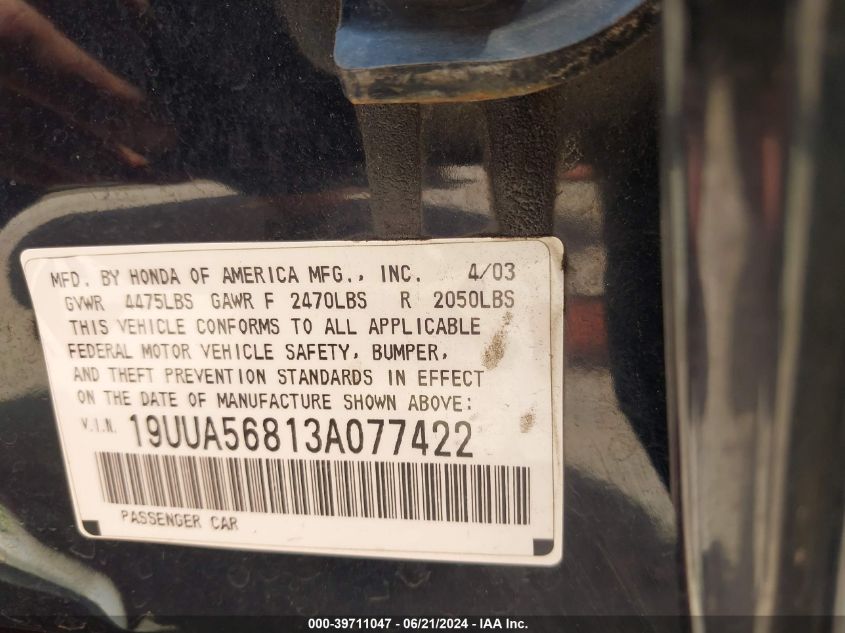 MFD. BY HONDA OF AMERICA MFG., INC. 4/03
GVWR 4475LBS GAWR F 2470LBS R 2050LBS
THIS VEHICLE CONFORMS TO ALL APPLICABLE
FEDERAL MOTOR VEHICLE SAFETY, BUMPER,
AND THEFT PREVENTION STANDARDS IN EFFECT
ON THE DATE OF MANUFACTURE SHOWN ABOVE:
V.I.N. 19UUA56813A077422
PASSENGER CAR
000-39711047 - 06/21/2024 - IAA Inc.